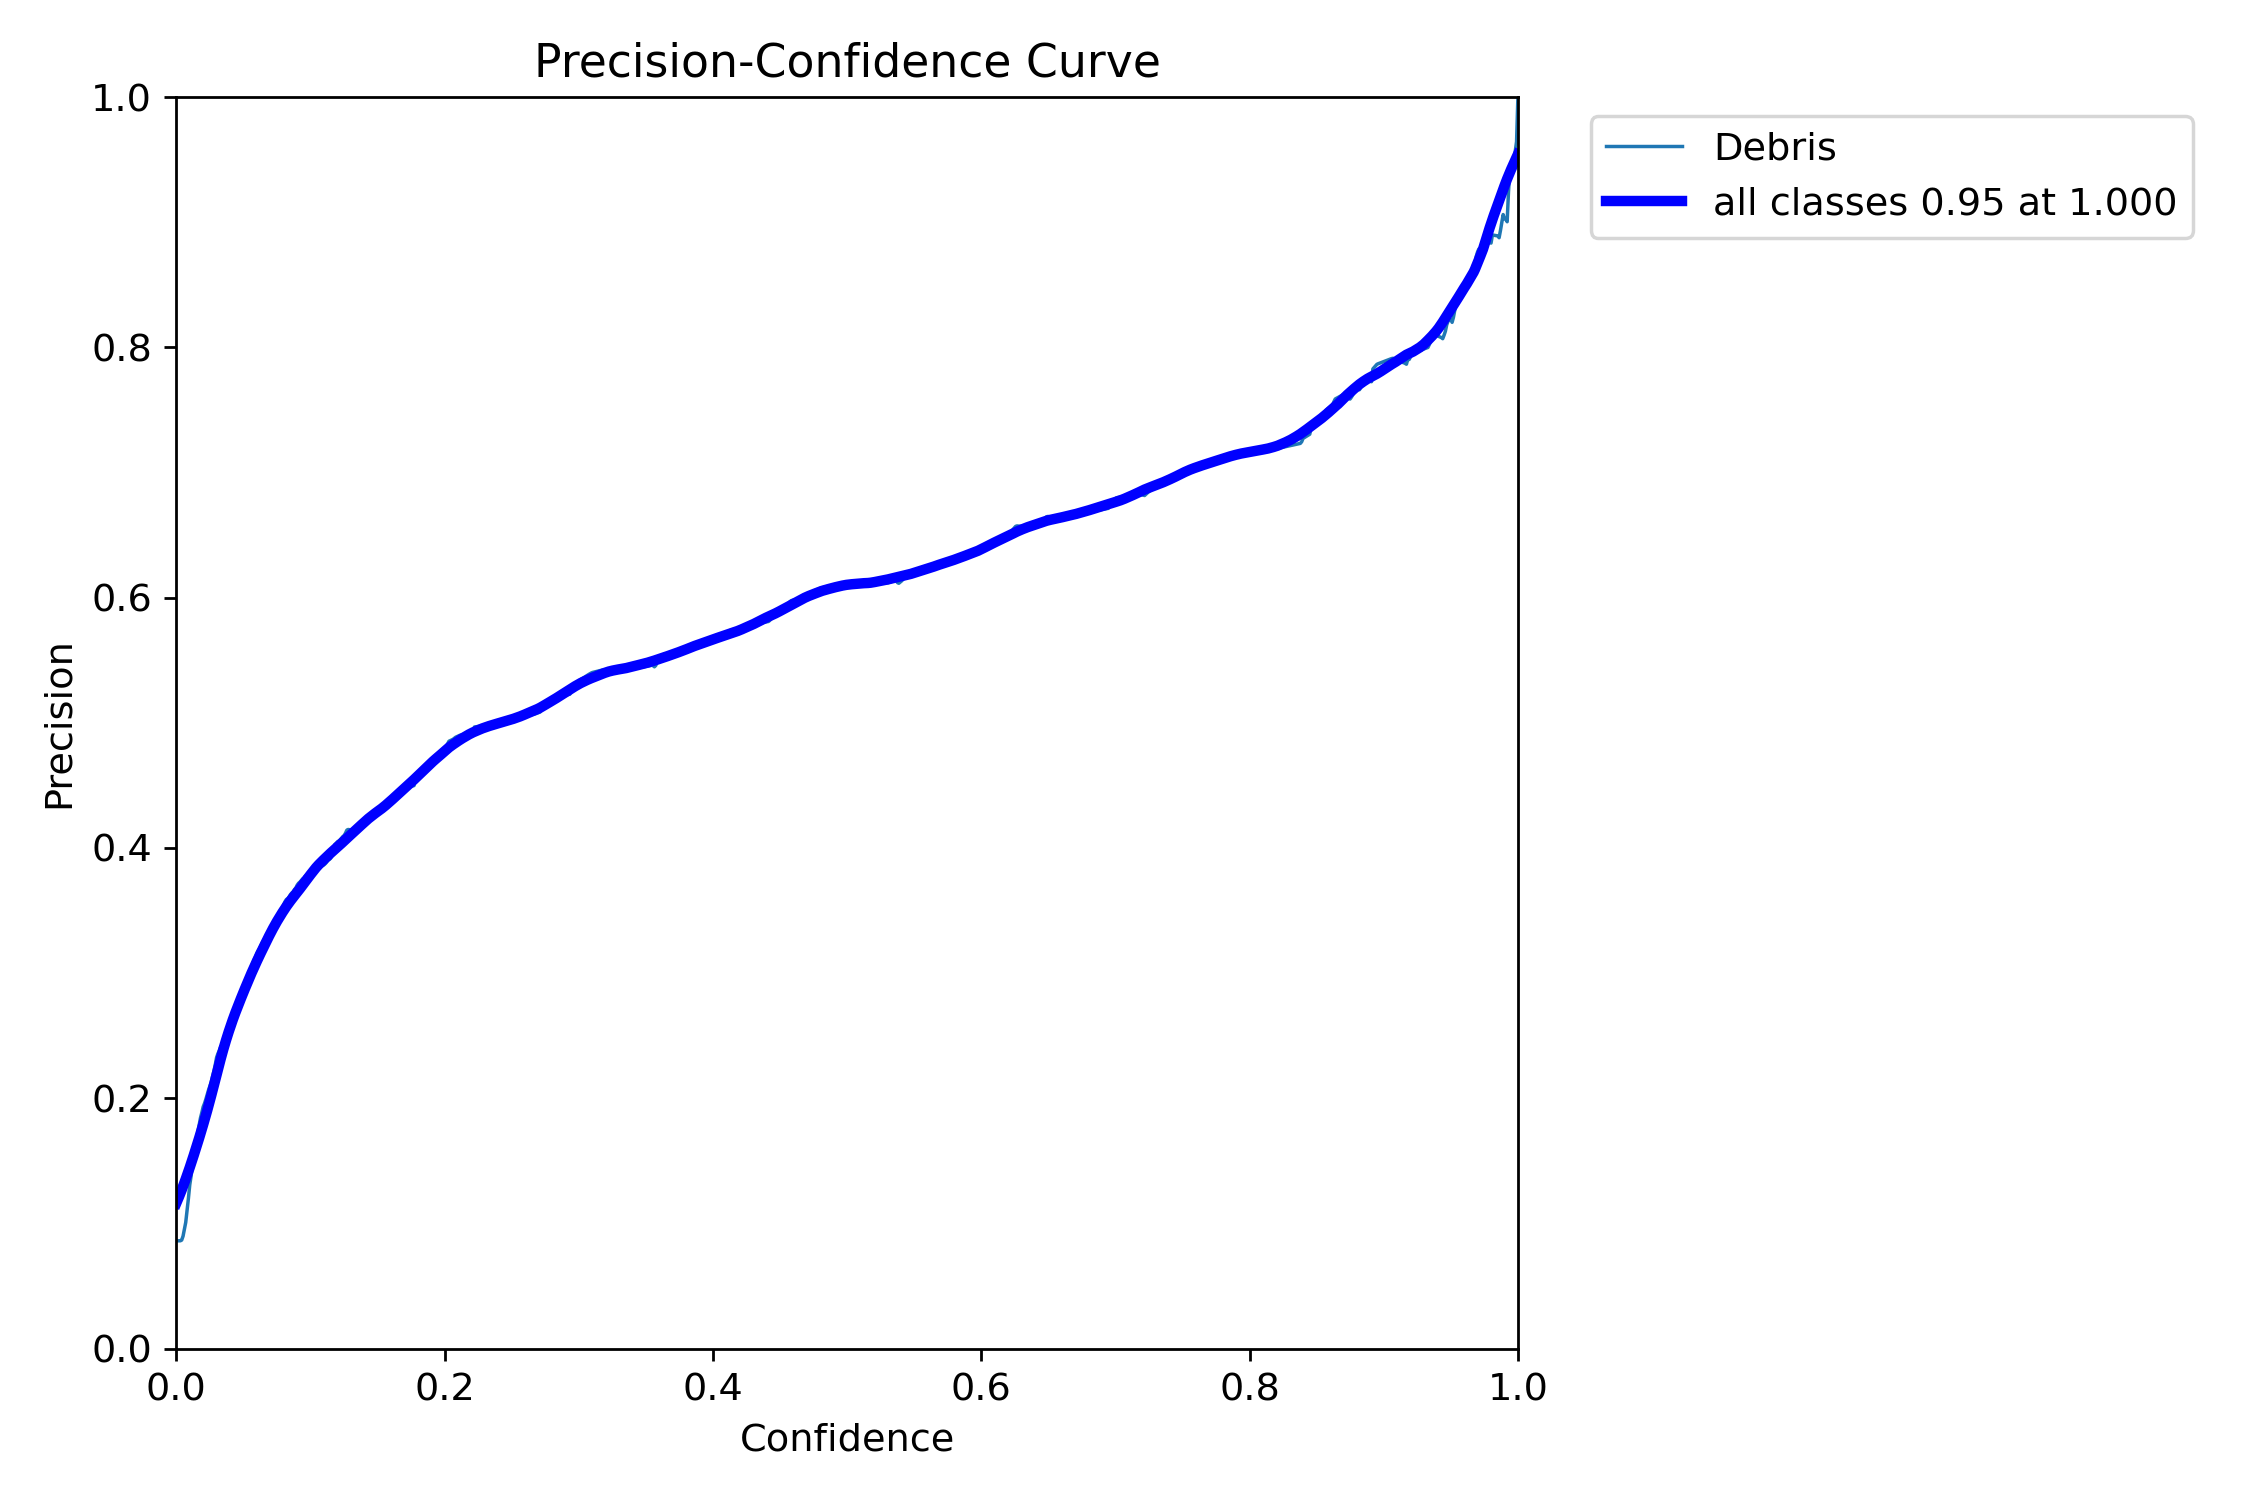 Precision-Confidence Curve
Debris
all classes 0.95 at 1.000
Precision
1.0
0.8
0.6
0.4
0.2
0.0
0.0 0.2 0.4 0.6 0.8 1.0
Confidence